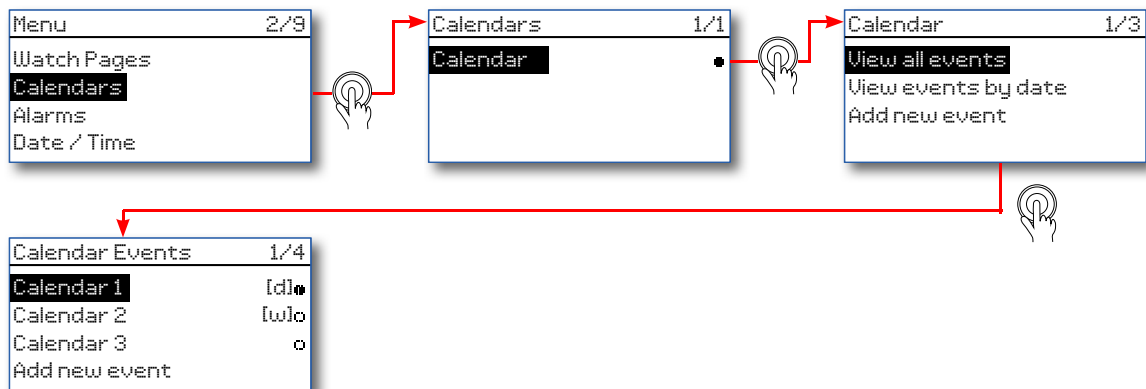 Menu 2/9
Watch Pages
Calendars
Alarms
Date / Time
Calendars 1/1
Calendar
Calendar 1/3
View all events
View events by date
Add new event
Calendar Events 1/4
Calendar 1 [d]
Calendar 2 [w]
Calendar 3
Add new event